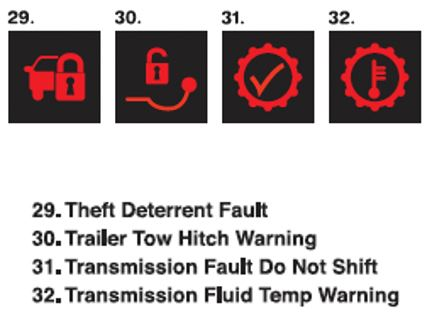 29. 30. 31. 32.
29. Theft Deterrent Fault
30. Trailer Tow Hitch Warning
31. Transmission Fault Do Not Shift
32. Transmission Fluid Temp Warning